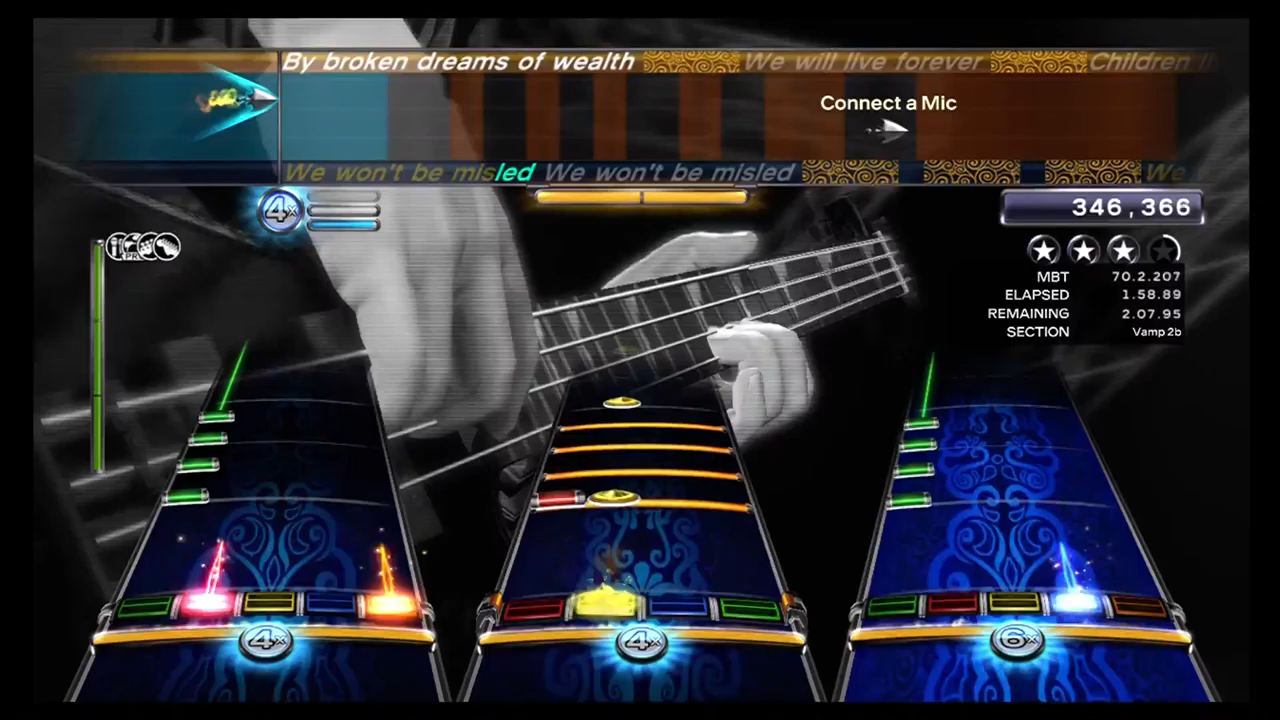 By broken dreams of wealth We will live forever Children
Connect a Mic
We won't be misled We won't be misled We
4x
346,366
MBT 70.2.207
ELAPSED 1.58.89
REMAINING 2.07.95
SECTION Vamp 2b
4x 4x 6x